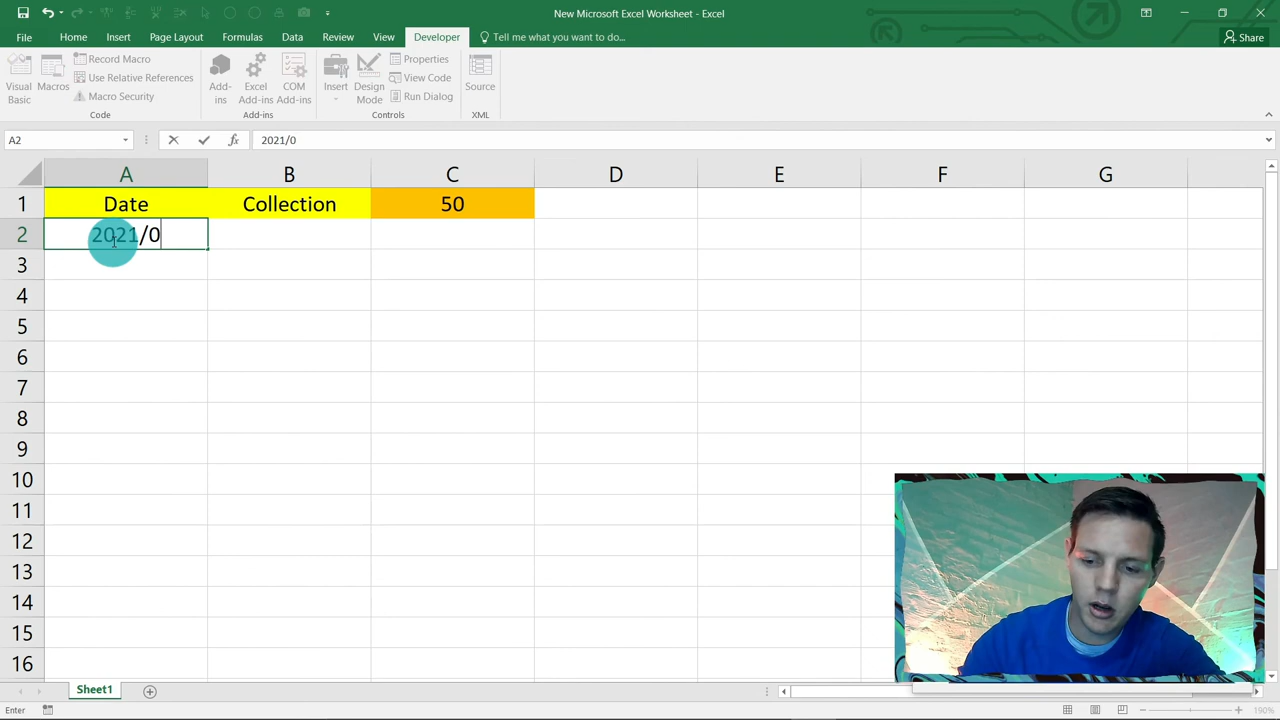 New Microsoft Excel Worksheet - Excel
File Home Insert Page Layout Formulas Data Review View Developer Tell me what you want to do... Share
Visual Basic
Macros
Record Macro
Use Relative References
Macro Security
Code
Add-ins
Excel Add-ins
COM Add-ins
Add-ins
Insert
Design Mode
Properties
View Code
Run Dialog
Controls
Source
XML
A2 fx 2021/0
A B C D E F G
1 Date Collection 50
2 2021/0
3
4
5
6
7
8
9
10
11
12
13
14
15
16
Sheet1
Enter 190%